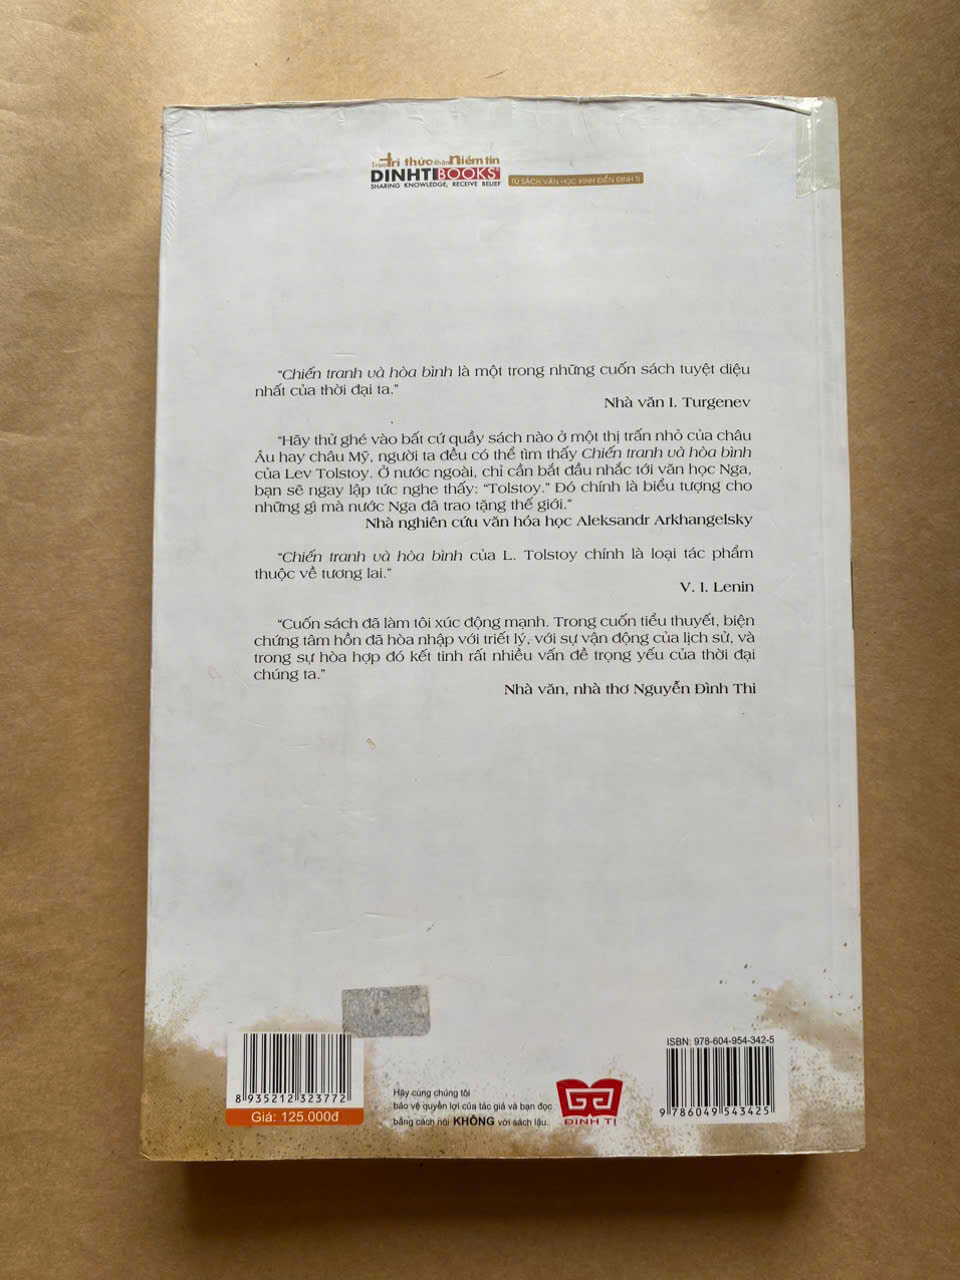 Trao tri thức Nhận niềm tin
DINHTIBOOKS
SHARING KNOWLEDGE, RECEIVE BELIEF
TỦ SÁCH VĂN HỌC KINH ĐIỂN ĐINH TỊ
“Chiến tranh và hòa bình là một trong những cuốn sách tuyệt diệu
nhất của thời đại ta.”
Nhà văn I. Turgenev
“Hãy thử ghé vào bất cứ quầy sách nào ở một thị trấn nhỏ của châu
Âu hay châu Mỹ, người ta đều có thể tìm thấy Chiến tranh và hòa bình
của Lev Tolstoy. Ở nước ngoài, chỉ cần bắt đầu nhắc tới văn học Nga,
bạn sẽ ngay lập tức nghe thấy: “Tolstoy.” Đó chính là biểu tượng cho
những gì mà nước Nga đã trao tặng thế giới.”
Nhà nghiên cứu văn hóa học Aleksandr Arkhangelsky
“Chiến tranh và hòa bình của L. Tolstoy chính là loại tác phẩm
thuộc về tương lai.”
V. I. Lenin
“Cuốn sách đã làm tôi xúc động mạnh. Trong cuốn tiểu thuyết, biện
chứng tâm hồn đã hòa nhập với triết lý, với sự vận động của lịch sử, và
trong sự hòa hợp đó kết tinh rất nhiều vấn đề trọng yếu của thời đại
chúng ta.”
Nhà văn, nhà thơ Nguyễn Đình Thi
8 935212 323772
Giá: 125.000đ
Hãy cùng chúng tôi
bảo vệ quyền lợi của tác giả và bạn đọc
bằng cách nói KHÔNG với sách lậu.
ĐINH TỊ
ISBN: 978-604-954-342-5
9 786049 543425